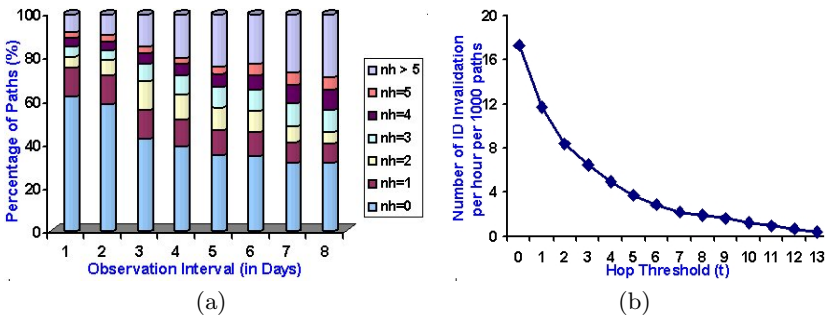 100
80
60
40
20
0
Percentage of Paths (%)
1 2 3 4 5 6 7 8
Observation Interval (in Days)
nh > 5
nh=5
nh=4
nh=3
nh=2
nh=1
nh=0
(a)
20
16
12
8
4
0
Number of ID Invalidation
per hour per 1000 paths
0 1 2 3 4 5 6 7 8 9 10 11 12 13
Hop Threshold (t)
(b)